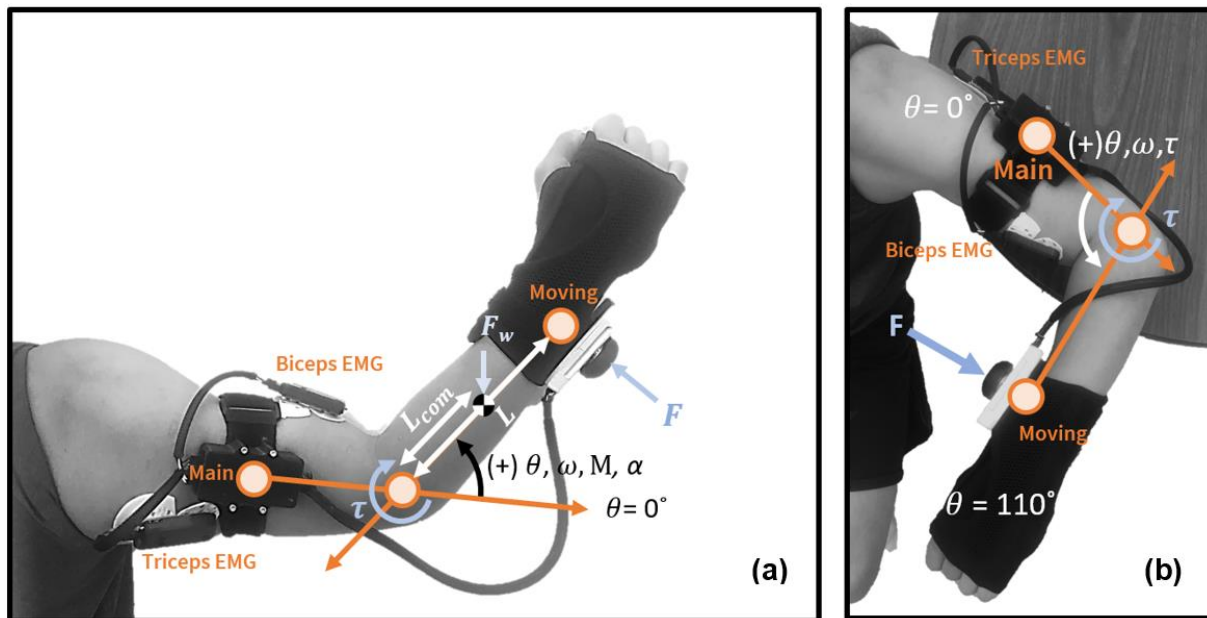 Moving
F_w
Biceps EMG
L_com
L
F
Main
(+) θ, ω, M, α
τ
θ = 0°
Triceps EMG
(a)
Triceps EMG
θ = 0°
(+)θ,ω,τ
Main
τ
Biceps EMG
F
Moving
θ = 110°
(b)